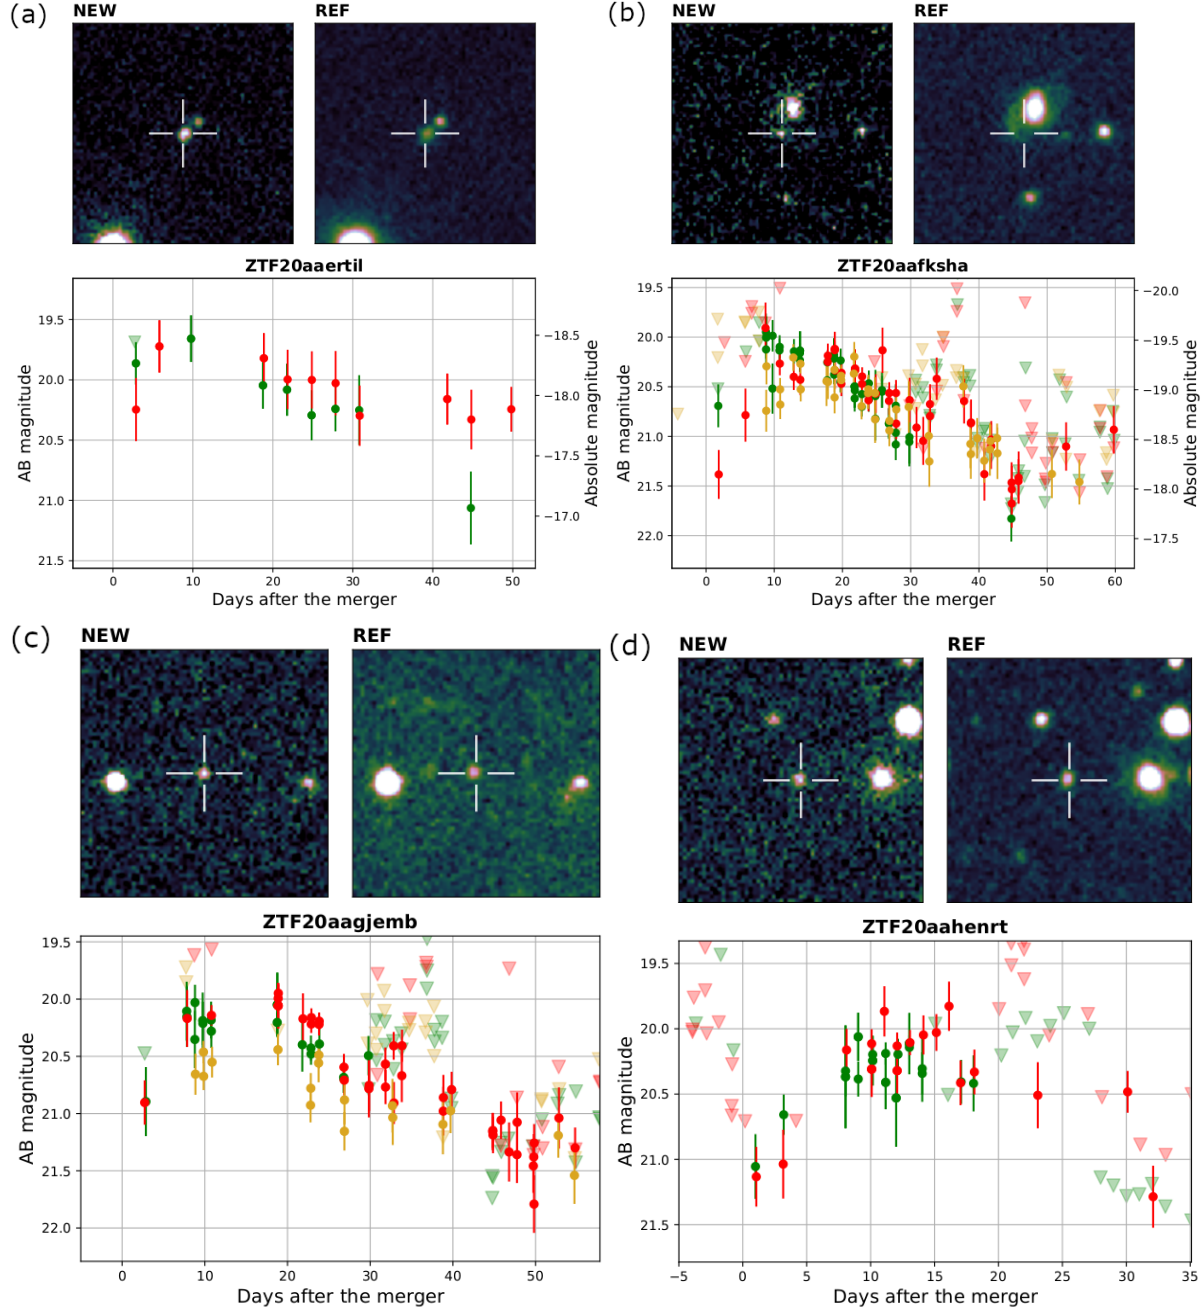 (a)
NEW
REF
ZTF20aaertil
19.5
20.0
20.5
21.0
21.5
AB magnitude
−18.5
−18.0
−17.5
−17.0
Absolute magnitude
0
10
20
30
40
50
Days after the merger
(b)
NEW
REF
ZTF20aafksha
19.5
20.0
20.5
21.0
21.5
22.0
AB magnitude
−20.0
−19.5
−19.0
−18.5
−18.0
−17.5
Absolute magnitude
0
10
20
30
40
50
60
Days after the merger
(c)
NEW
REF
ZTF20aagjemb
19.5
20.0
20.5
21.0
21.5
22.0
AB magnitude
0
10
20
30
40
50
Days after the merger
(d)
NEW
REF
ZTF20aahenrt
19.5
20.0
20.5
21.0
21.5
AB magnitude
−5
0
5
10
15
20
25
30
35
Days after the merger